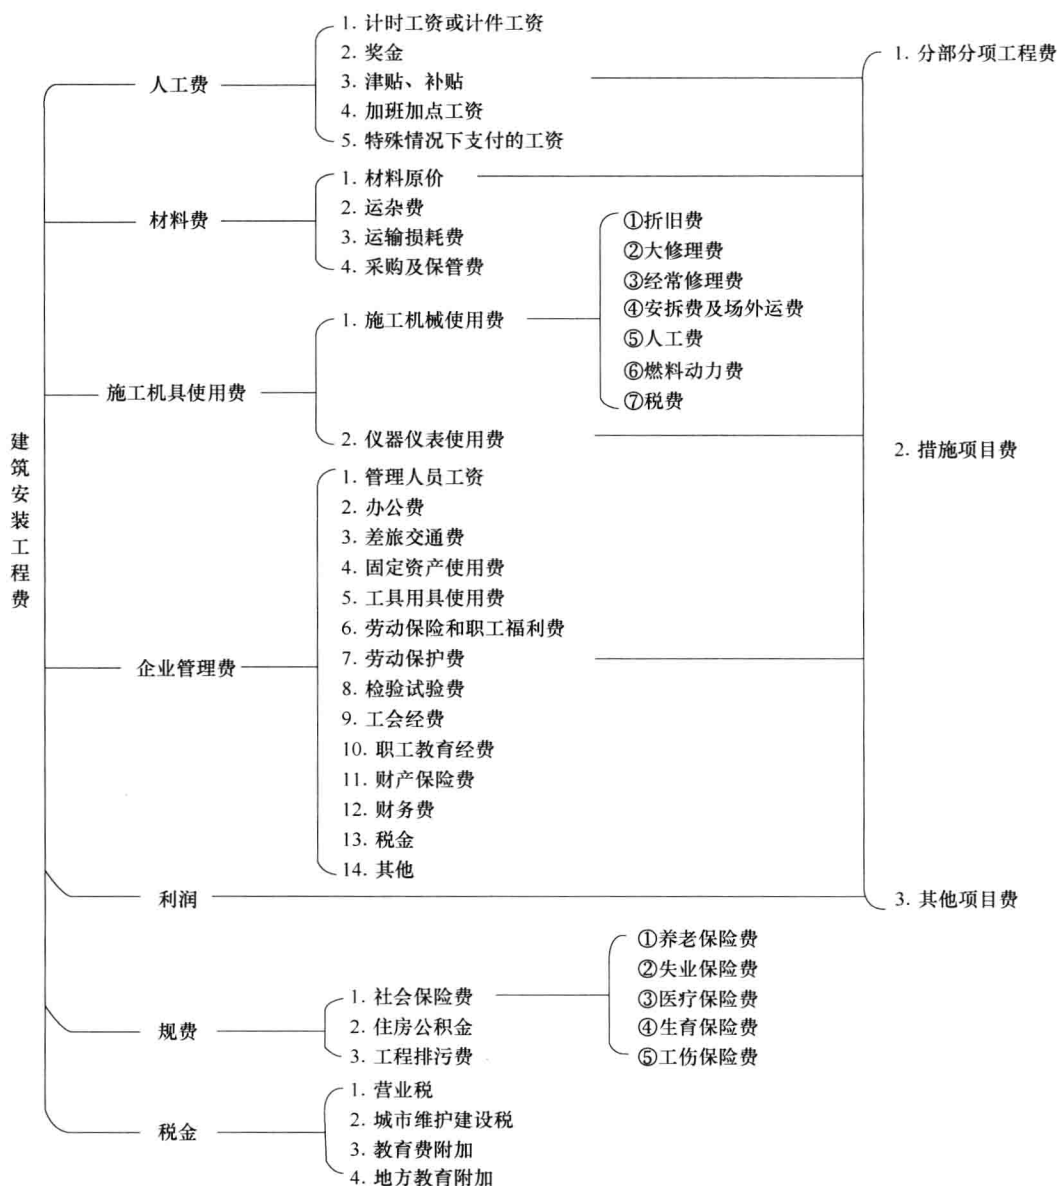 建筑安装工程费
人工费
1. 计时工资或计件工资
2. 奖金
3. 津贴、补贴
4. 加班加点工资
5. 特殊情况下支付的工资
材料费
1. 材料原价
2. 运杂费
3. 运输损耗费
4. 采购及保管费
施工机具使用费
1. 施工机械使用费
①折旧费
②大修理费
③经常修理费
④安拆费及场外运费
⑤人工费
⑥燃料动力费
⑦税费
2. 仪器仪表使用费
企业管理费
1. 管理人员工资
2. 办公费
3. 差旅交通费
4. 固定资产使用费
5. 工具用具使用费
6. 劳动保险和职工福利费
7. 劳动保护费
8. 检验试验费
9. 工会经费
10. 职工教育经费
11. 财产保险费
12. 财务费
13. 税金
14. 其他
利润
规费
1. 社会保险费
①养老保险费
②失业保险费
③医疗保险费
④生育保险费
⑤工伤保险费
2. 住房公积金
3. 工程排污费
税金
1. 营业税
2. 城市维护建设税
3. 教育费附加
4. 地方教育附加
1. 分部分项工程费
2. 措施项目费
3. 其他项目费